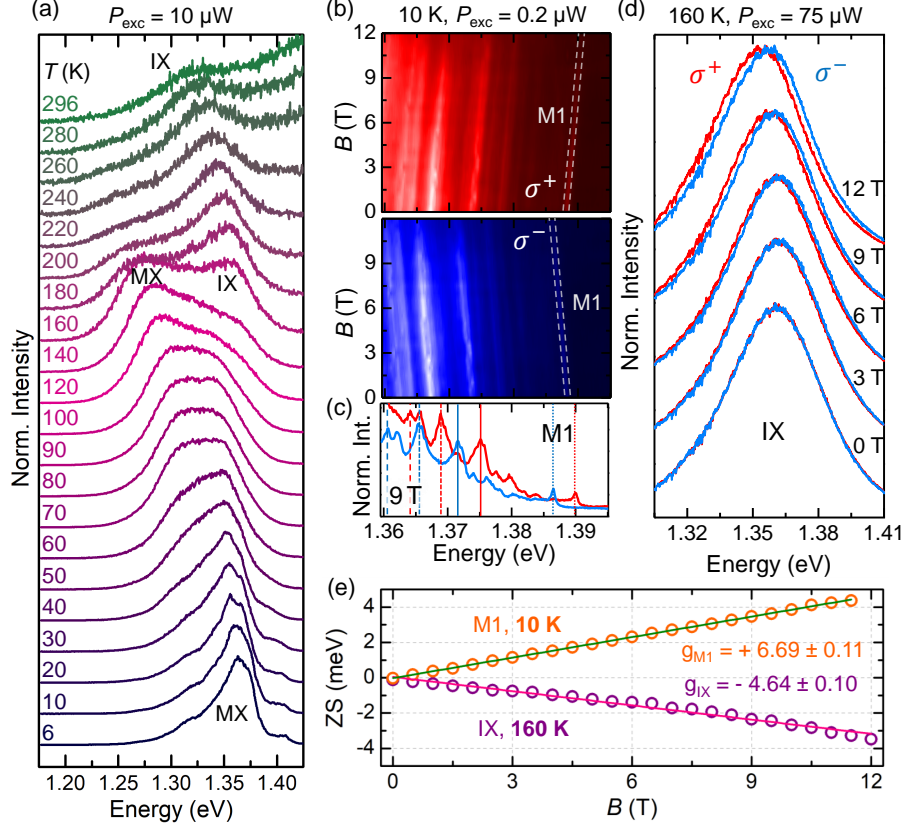 (a)
P_exc = 10 µW
T (K)
IX
296
280
260
240
220
200
180
MX
IX
160
140
120
100
90
80
70
60
50
40
30
20
10
MX
6
1.20 1.25 1.30 1.35 1.40
Energy (eV)
Norm. Intensity
(b)
10 K, P_exc = 0.2 µW
12
9
6
3
0
B (T)
M1
σ⁺
12
9
6
3
0
B (T)
σ⁻
M1
(c)
Norm. Int.
M1
9 T
1.36 1.37 1.38 1.39
Energy (eV)
(d)
160 K, P_exc = 75 µW
σ⁺ σ⁻
12 T
9 T
6 T
3 T
0 T
IX
Norm. Intensity
1.32 1.35 1.38 1.41
Energy (eV)
(e)
4
2
0
-2
-4
ZS (meV)
M1, 10 K
g_M1 = + 6.69 ± 0.11
g_IX = - 4.64 ± 0.10
IX, 160 K
0 3 6 9 12
B (T)